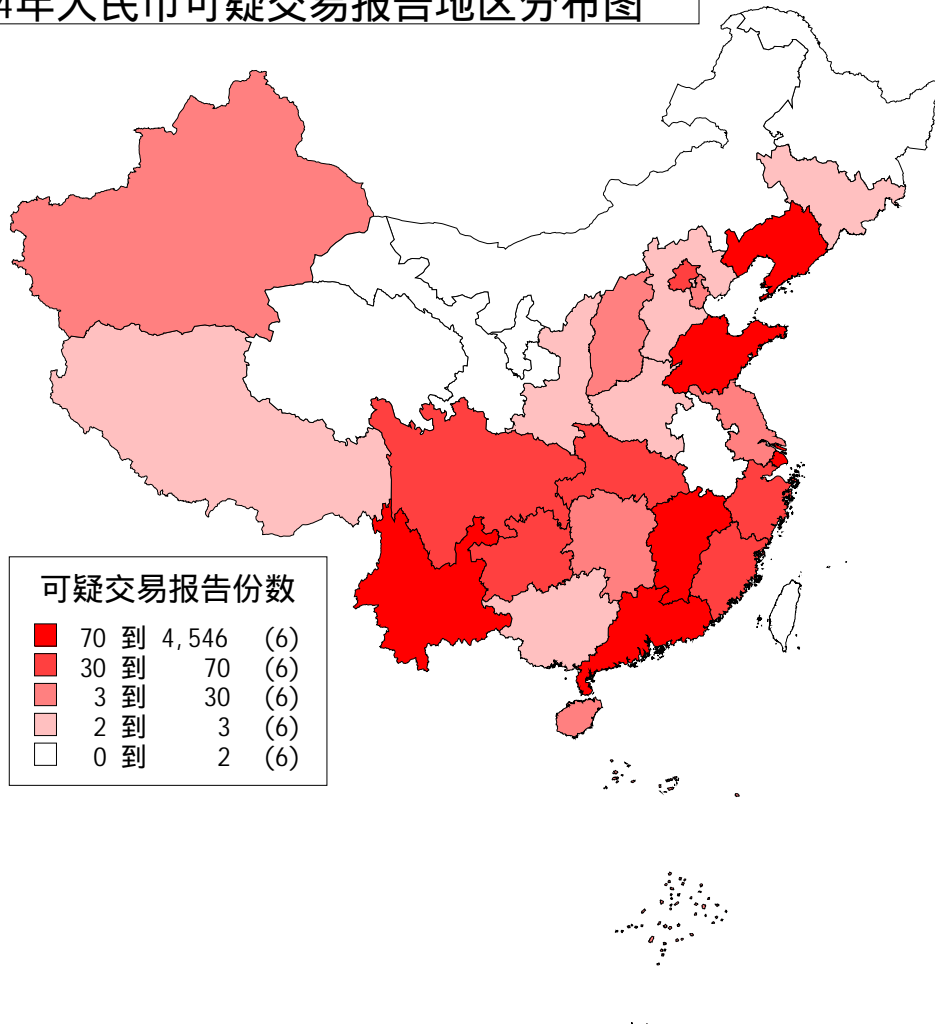 4年人民币可疑交易报告地区分布图
可疑交易报告份数
70 到 4,546 (6)
30 到 70 (6)
3 到 30 (6)
2 到 3 (6)
0 到 2 (6)